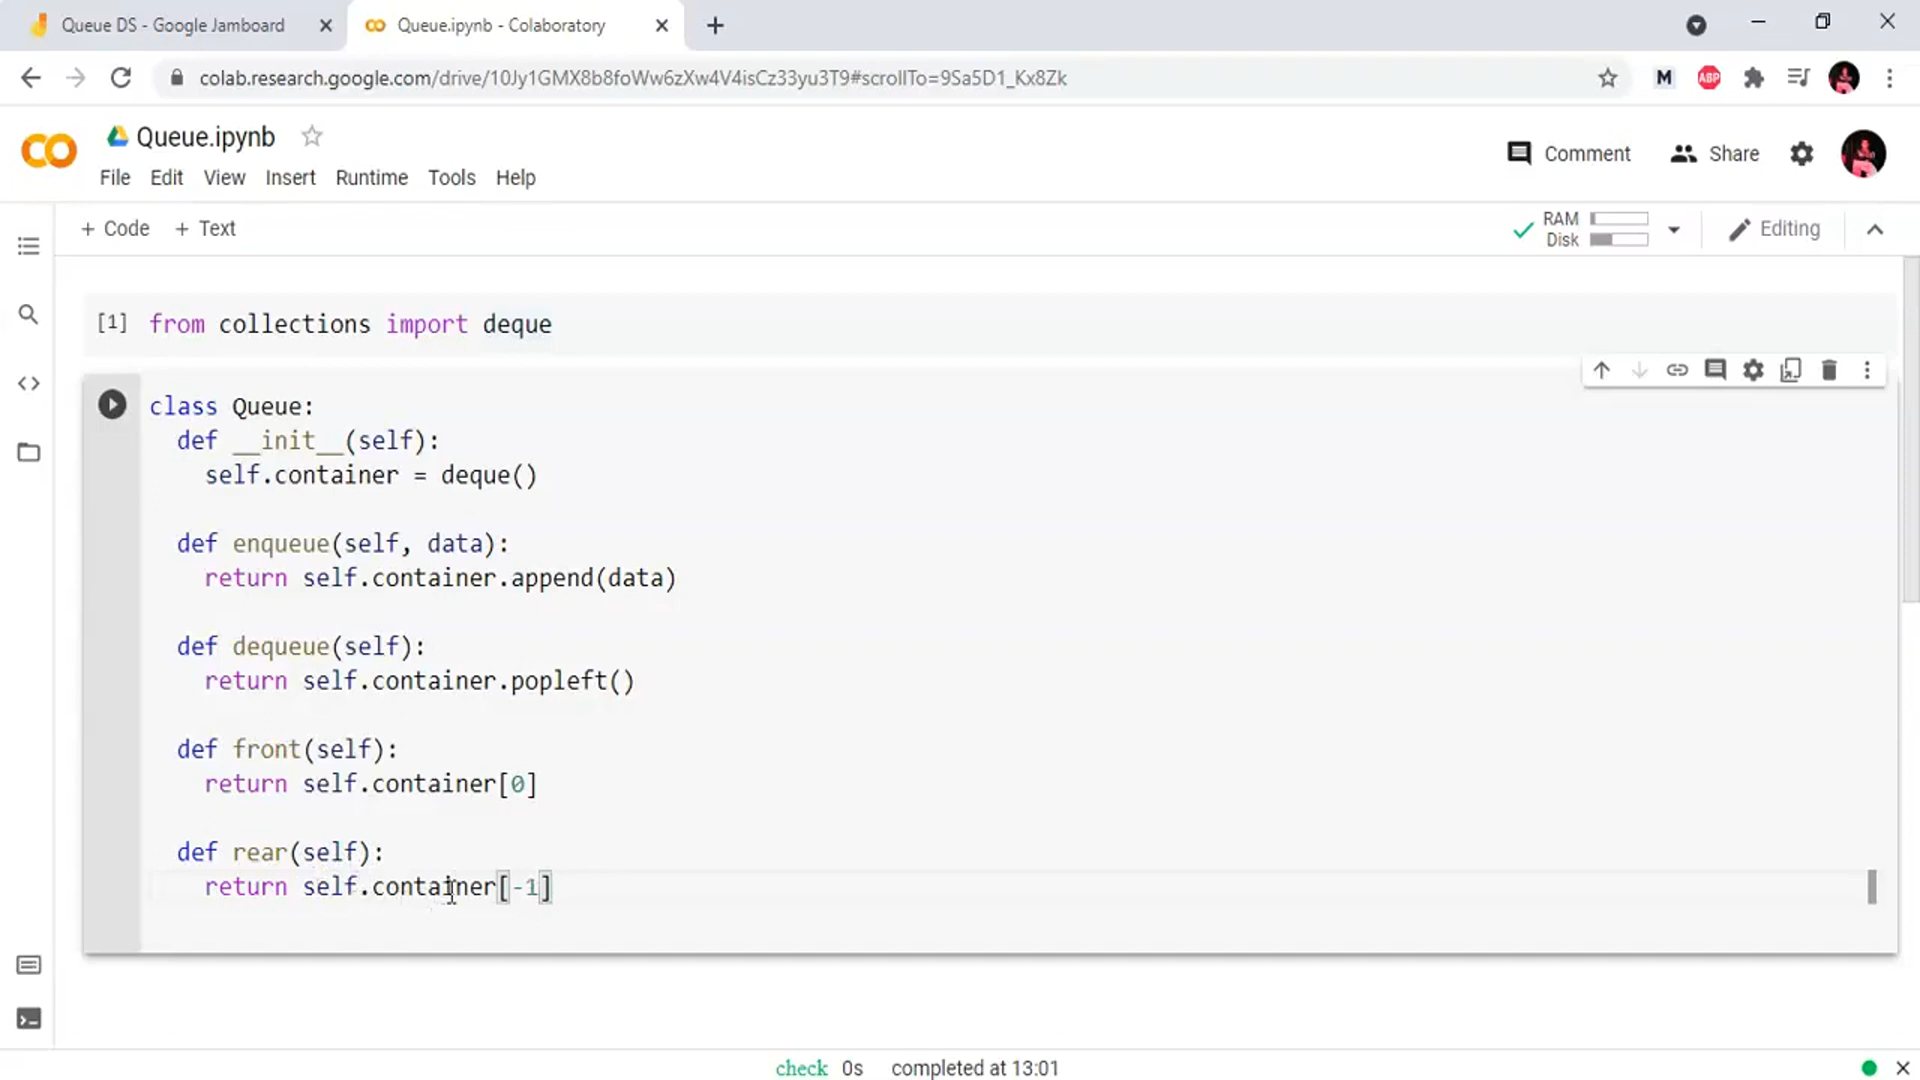 Queue DS - Google Jamboard
Queue.ipynb - Colaboratory
colab.research.google.com/drive/10Jy1GMX8b8foWw6zXw4V4isCz33yu3T9#scrollTo=9Sa5D1_Kx8Zk
M
ABP
CO
Queue.ipynb
Comment
Share
File Edit View Insert Runtime Tools Help
+ Code + Text
RAM
Disk
Editing
[1] from collections import deque
class Queue:
def __init__(self):
self.container = deque()
def enqueue(self, data):
return self.container.append(data)
def dequeue(self):
return self.container.popleft()
def front(self):
return self.container[0]
def rear(self):
return self.container[-1]
check 0s completed at 13:01